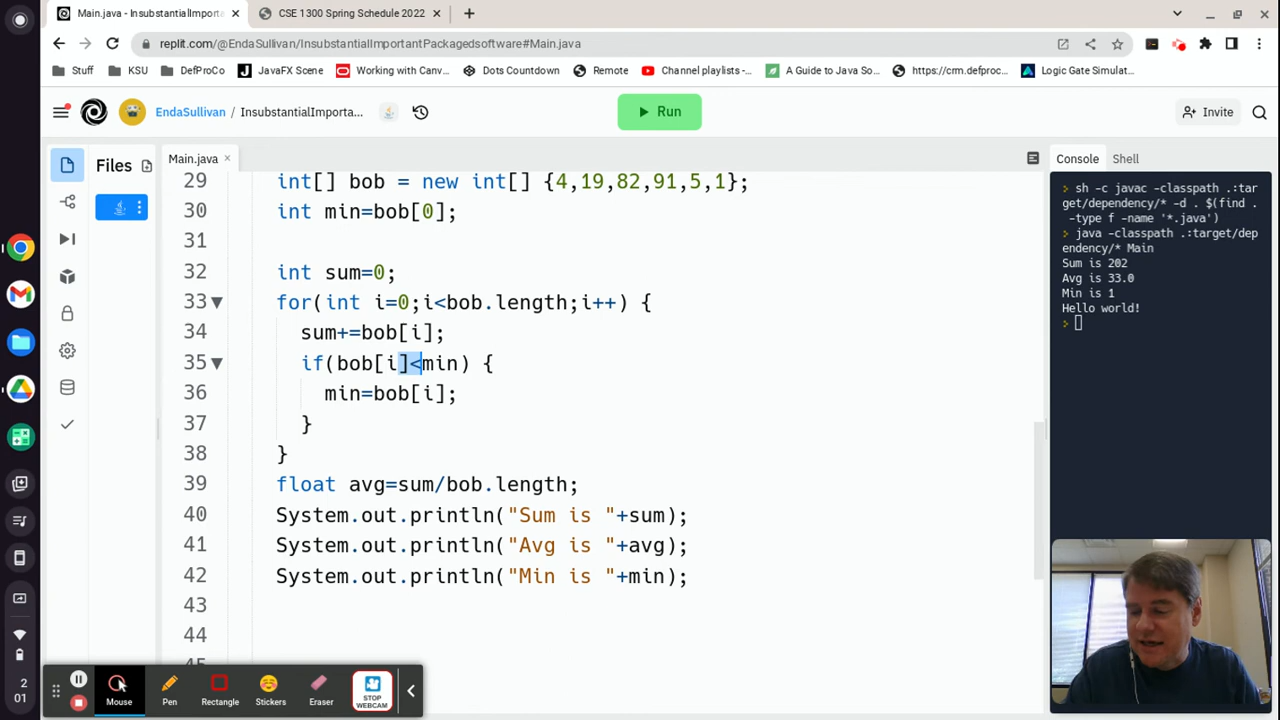 Main.java - InsubstantialImporta
CSE 1300 Spring Schedule 2022
replit.com/@EndaSullivan/InsubstantialImportantPackagedsoftware#Main.java
Stuff KSU DefProCo JavaFX Scene Working with Canv... Dots Countdown Remote Channel playlists -... A Guide to Java So... https://crm.defproc... Logic Gate Simulat...
EndaSullivan / InsubstantialImporta... Run Invite
Files Main.java Console Shell
29 int[] bob = new int[] {4,19,82,91,5,1};
30 int min=bob[0];
31
32 int sum=0;
33 for(int i=0;i<bob.length;i++) {
34 sum+=bob[i];
35 if(bob[i]<min) {
36 min=bob[i];
37 }
38 }
39 float avg=sum/bob.length;
40 System.out.println("Sum is "+sum);
41 System.out.println("Avg is "+avg);
42 System.out.println("Min is "+min);
43
44
sh -c javac -classpath .:tar
get/dependency/* -d . $(find .
-type f -name '*.java')
java -classpath .:target/dep
endency/* Main
Sum is 202
Avg is 33.0
Min is 1
Hello world!
2
01
Mouse Pen Rectangle Stickers Eraser STOP WEBCAM